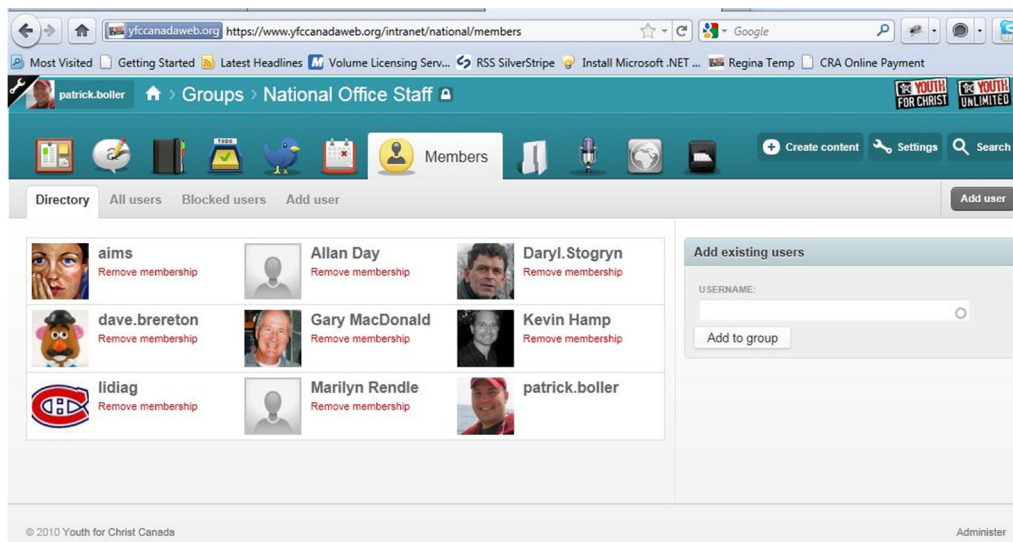 yfccanadaweb.org https://www.yfccanadaweb.org/intranet/national/members Google
Most Visited Getting Started Latest Headlines Volume Licensing Serv... RSS SilverStripe Install Microsoft .NET ... Regina Temp CRA Online Payment
patrick.boller > Groups > National Office Staff
YOUTH FOR CHRIST YOUTH UNLIMITED
TODO
Members
Create content Settings Search
Directory All users Blocked users Add user
Add user
aims Allan Day Daryl.Stogryn
Remove membership Remove membership Remove membership
dave.brereton Gary MacDonald Kevin Hamp
Remove membership Remove membership Remove membership
lidiag Marilyn Rendle patrick.boller
Remove membership Remove membership
Add existing users
USERNAME:
Add to group
© 2010 Youth for Christ Canada
Administer